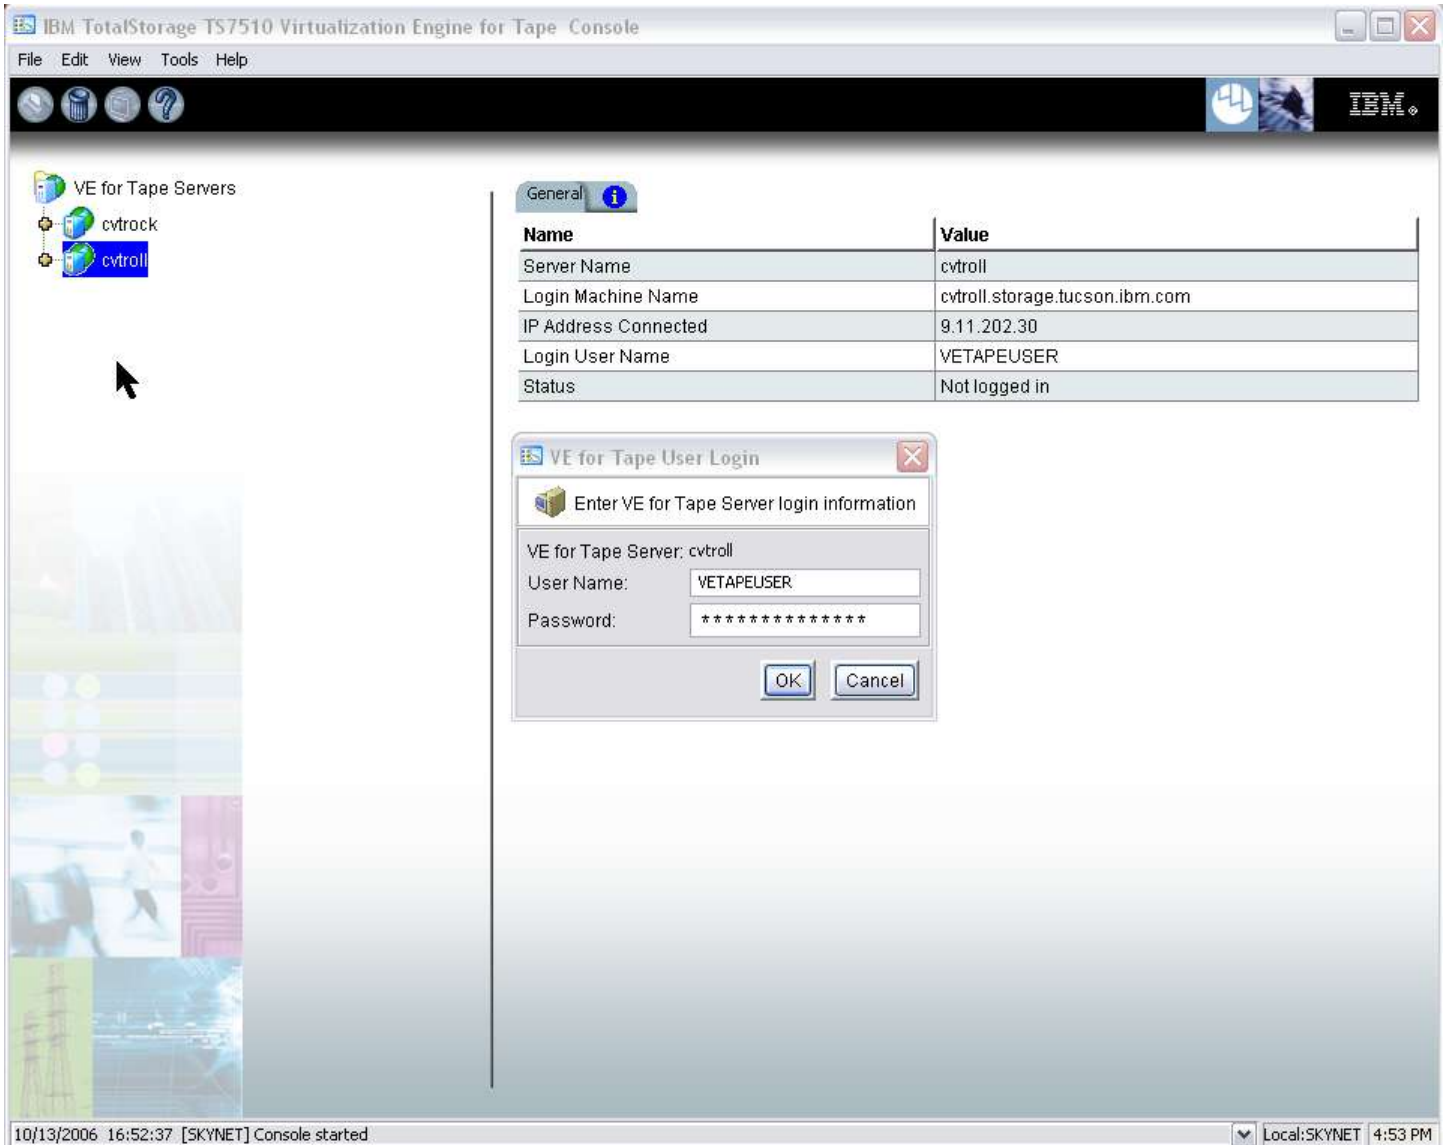 IBM TotalStorage TS7510 Virtualization Engine for Tape Console
File Edit View Tools Help
IBM
VE for Tape Servers
cvtrock
cvtroll
General
Name Value
Server Name cvtroll
Login Machine Name cvtroll.storage.tucson.ibm.com
IP Address Connected 9.11.202.30
Login User Name VETAPEUSER
Status Not logged in
VE for Tape User Login
Enter VE for Tape Server login information
VE for Tape Server: cvtroll
User Name: VETAPEUSER
Password: **************
OK Cancel
10/13/2006 16:52:37 [SKYNET] Console started Local:SKYNET 4:53 PM